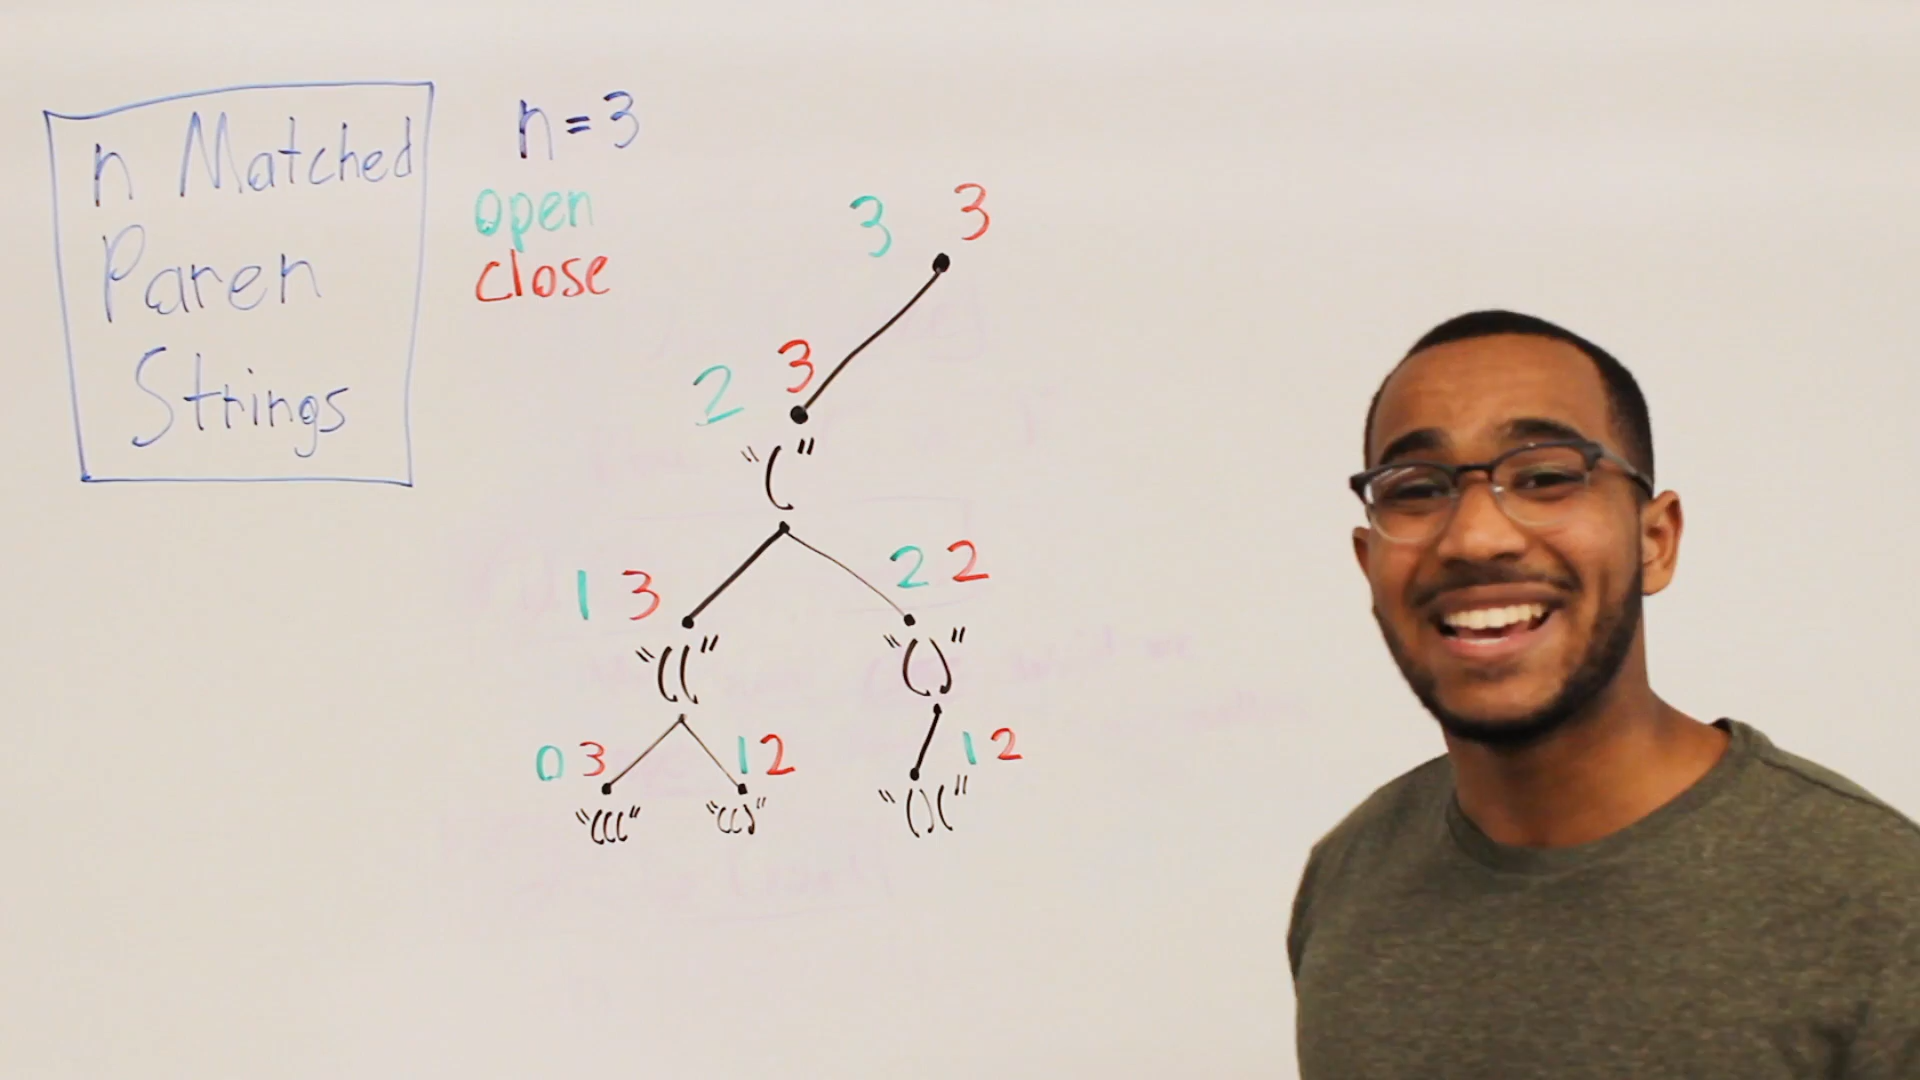 n Matched
Paren
Strings
n = 3
open
close
3 3
2 3
"("
1 3
2 2
"(("
"()"
0 3
1 2
1 2
"((("
"(()"
"()("